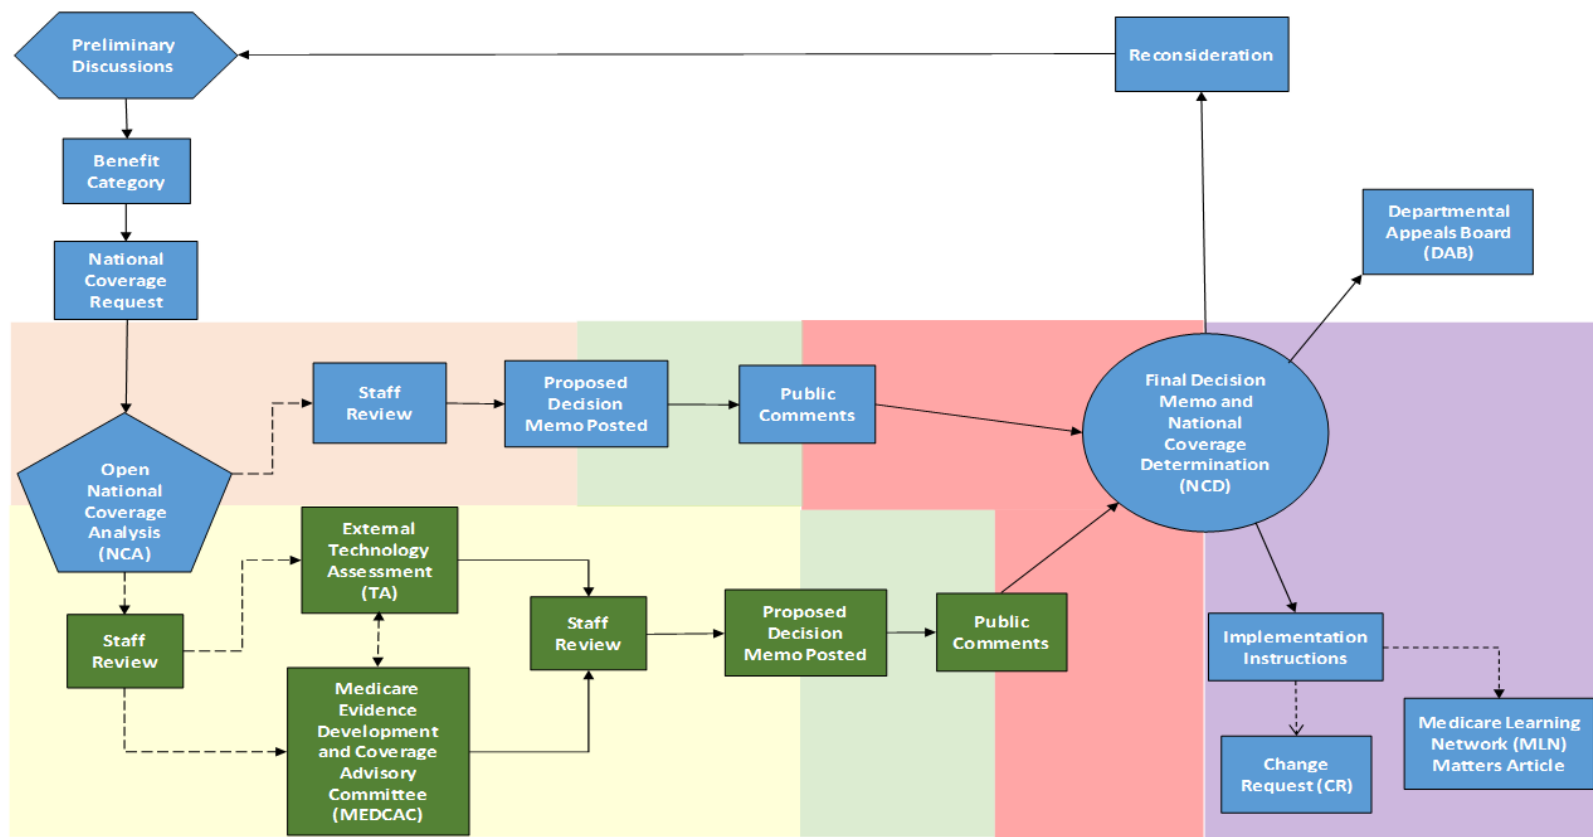 Preliminary
Discussions
Reconsideration
Benefit
Category
Departmental
Appeals Board
(DAB)
National
Coverage
Request
Staff
Review
Proposed
Decision
Memo Posted
Public
Comments
Final Decision
Memo and
National
Coverage
Determination
(NCD)
Open
National
Coverage
Analysis
(NCA)
External
Technology
Assessment
(TA)
Staff
Review
Staff
Review
Proposed
Decision
Memo Posted
Public
Comments
Implementation
Instructions
Medicare
Evidence
Development
and Coverage
Advisory
Committee
(MEDCAC)
Change
Request (CR)
Medicare Learning
Network (MLN)
Matters Article